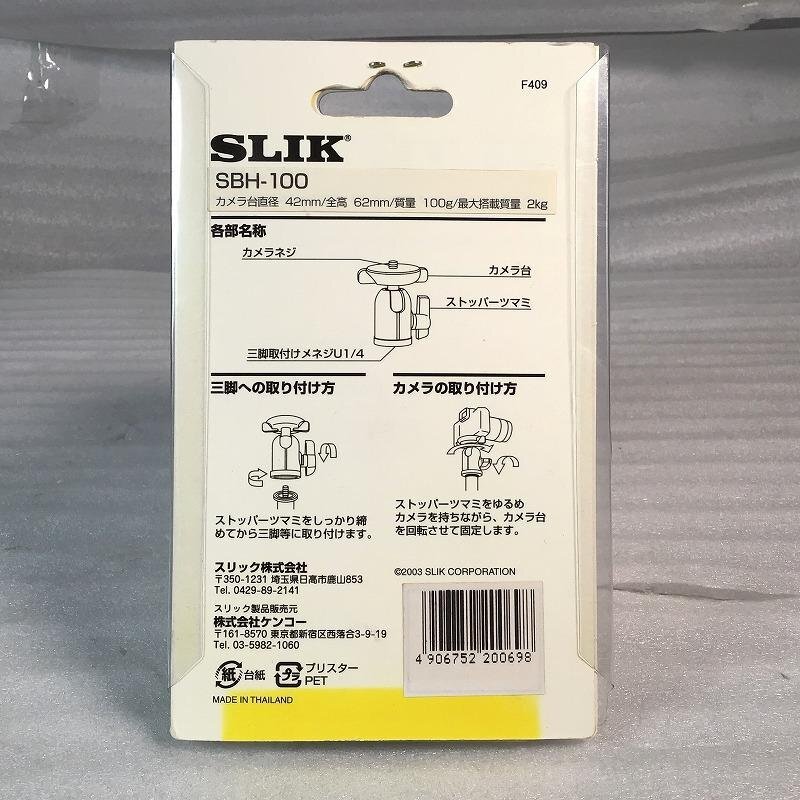 F409
SLIK®
SBH-100
カメラ台直径 42mm/全高 62mm/質量 100g/最大搭載質量 2kg
各部名称
カメラネジ
カメラ台
ストッパーツマミ
三脚取付けメネジU1/4
三脚への取り付け方
ストッパーツマミをしっかり締
めてから三脚等に取り付けます。
カメラの取り付け方
ストッパーツマミをゆるめ
カメラを持ちながら、カメラ台
を回転させて固定します。
スリック株式会社
〒350-1231 埼玉県日高市鹿山853
Tel. 0429-89-2141
スリック製品販売元
株式会社ケンコー
〒161-8570 東京都新宿区西落合3-9-19
Tel. 03-5982-1060
紙 台紙
プラ ブリスター
PET
MADE IN THAILAND
©2003 SLIK CORPORATION
4 906752 200698